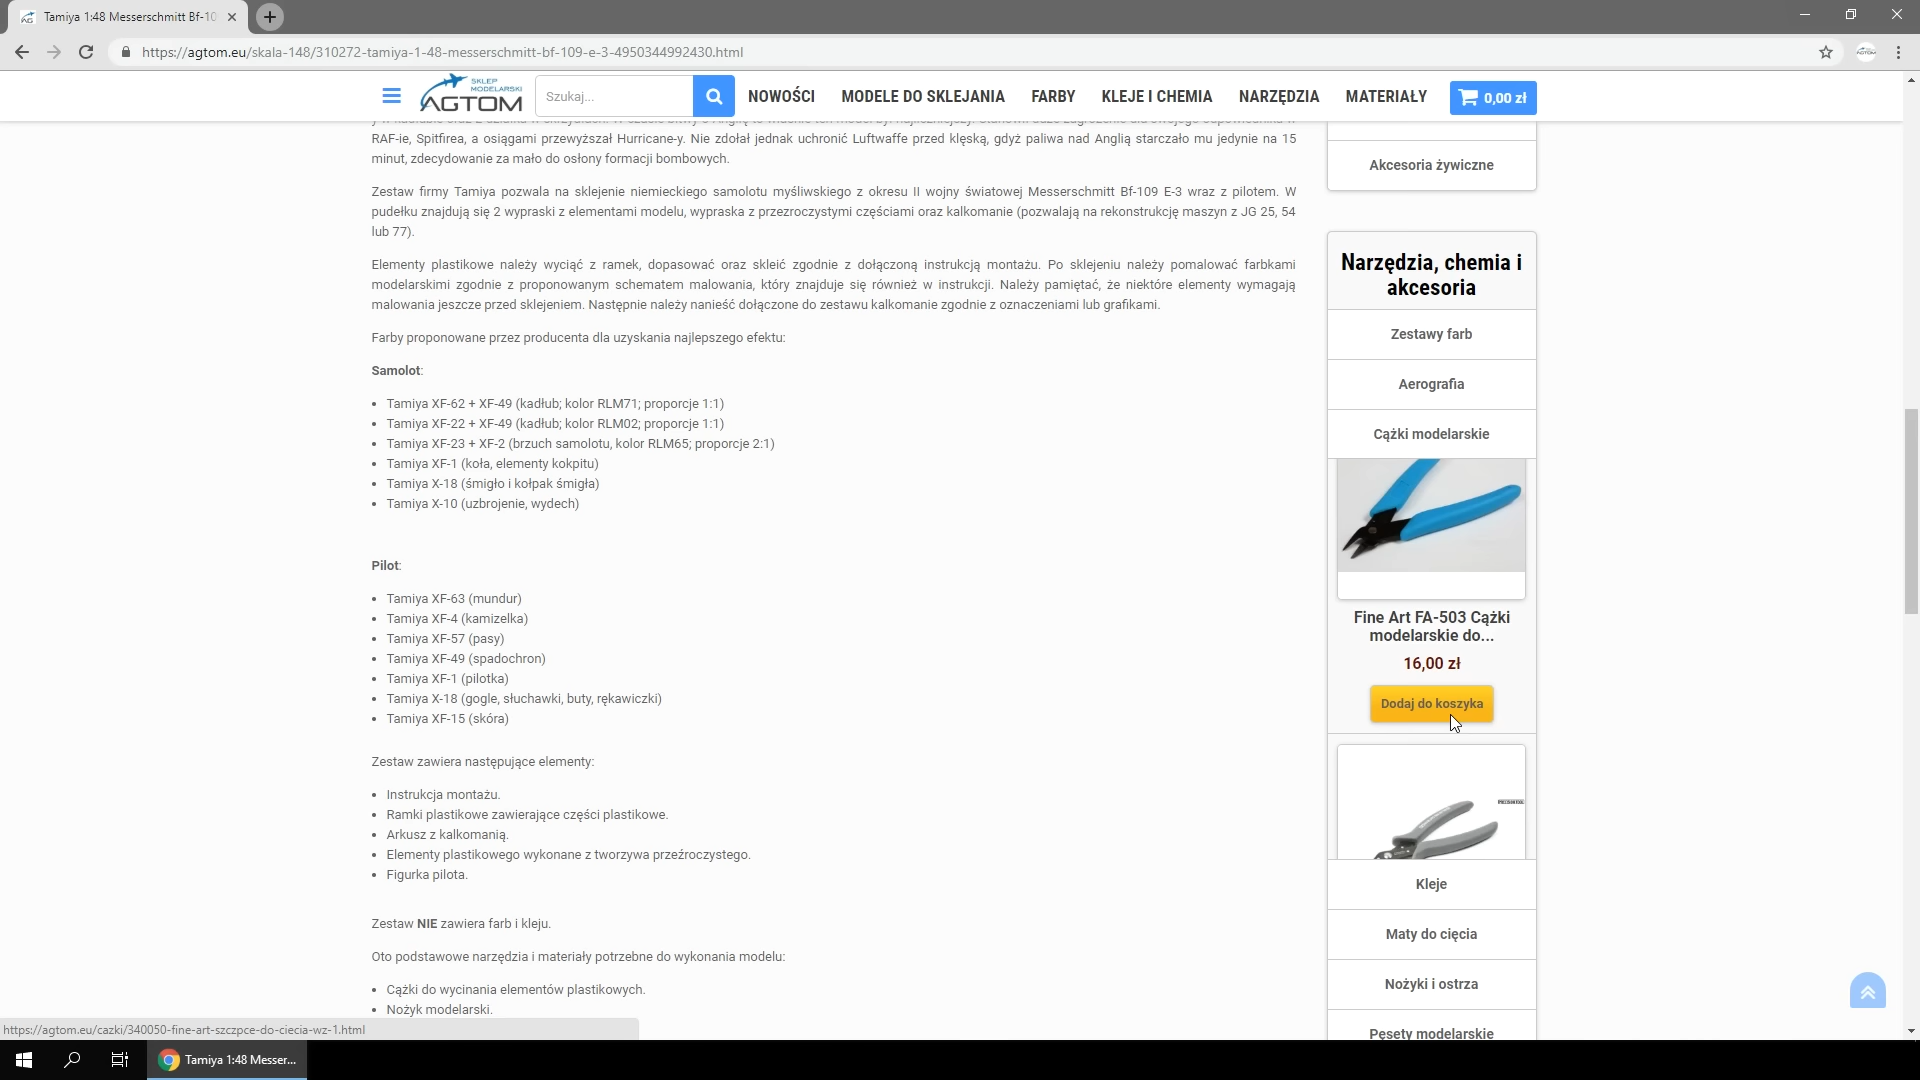 Tamiya 1:48 Messerschmitt Bf-10
https://agtom.eu/skala-148/310272-tamiya-1-48-messerschmitt-bf-109-e-3-4950344992430.html
SKLEP
MODELARSKI
AGTOM
Szukaj...
NOWOŚCI
MODELE DO SKLEJANIA
FARBY
KLEJE I CHEMIA
NARZĘDZIA
MATERIAŁY
0,00 zł
RAF-ie, Spitfirea, a osiągami przewyższał Hurricane-y. Nie zdołał jednak uchronić Luftwaffe przed klęską, gdyż paliwa nad Anglią starczało mu jedynie na 15
minut, zdecydowanie za mało do osłony formacji bombowych.
Zestaw firmy Tamiya pozwala na sklejenie niemieckiego samolotu myśliwskiego z okresu II wojny światowej Messerschmitt Bf-109 E-3 wraz z pilotem. W
pudełku znajdują się 2 wypraski z elementami modelu, wypraska z przezroczystymi częściami oraz kalkomanie (pozwalają na rekonstrukcję maszyn z JG 25, 54
lub 77).
Elementy plastikowe należy wyciąć z ramek, dopasować oraz skleić zgodnie z dołączoną instrukcją montażu. Po sklejeniu należy pomalować farbkami
modelarskimi zgodnie z proponowanym schematem malowania, który znajduje się również w instrukcji. Należy pamiętać, że niektóre elementy wymagają
malowania jeszcze przed sklejeniem. Następnie należy nanieść dołączone do zestawu kalkomanie zgodnie z oznaczeniami lub grafikami.
Farby proponowane przez producenta dla uzyskania najlepszego efektu:
Samolot:
• Tamiya XF-62 + XF-49 (kadłub; kolor RLM71; proporcje 1:1)
• Tamiya XF-22 + XF-49 (kadłub; kolor RLM02; proporcje 1:1)
• Tamiya XF-23 + XF-2 (brzuch samolotu, kolor RLM65; proporcje 2:1)
• Tamiya XF-1 (koła, elementy kokpitu)
• Tamiya X-18 (śmigło i kołpak śmigła)
• Tamiya X-10 (uzbrojenie, wydech)
Pilot:
• Tamiya XF-63 (mundur)
• Tamiya XF-4 (kamizelka)
• Tamiya XF-57 (pasy)
• Tamiya XF-49 (spadochron)
• Tamiya XF-1 (pilotka)
• Tamiya X-18 (gogle, słuchawki, buty, rękawiczki)
• Tamiya XF-15 (skóra)
Zestaw zawiera następujące elementy:
• Instrukcja montażu.
• Ramki plastikowe zawierające części plastikowe.
• Arkusz z kalkomanią.
• Elementy plastikowego wykonane z tworzywa przeźroczystego.
• Figurka pilota.
Zestaw NIE zawiera farb i kleju.
Oto podstawowe narzędzia i materiały potrzebne do wykonania modelu:
• Cążki do wycinania elementów plastikowych.
• Nożyk modelarski.
Akcesoria żywiczne
Narzędzia, chemia i
akcesoria
Zestawy farb
Aerografia
Cążki modelarskie
Fine Art FA-503 Cążki
modelarskie do...
16,00 zł
Dodaj do koszyka
Kleje
Maty do cięcia
Nożyki i ostrza
Pęsety modelarskie
https://agtom.eu/cazki/340050-fine-art-szczpce-do-ciecia-wz-1.html
Tamiya 1:48 Messer...